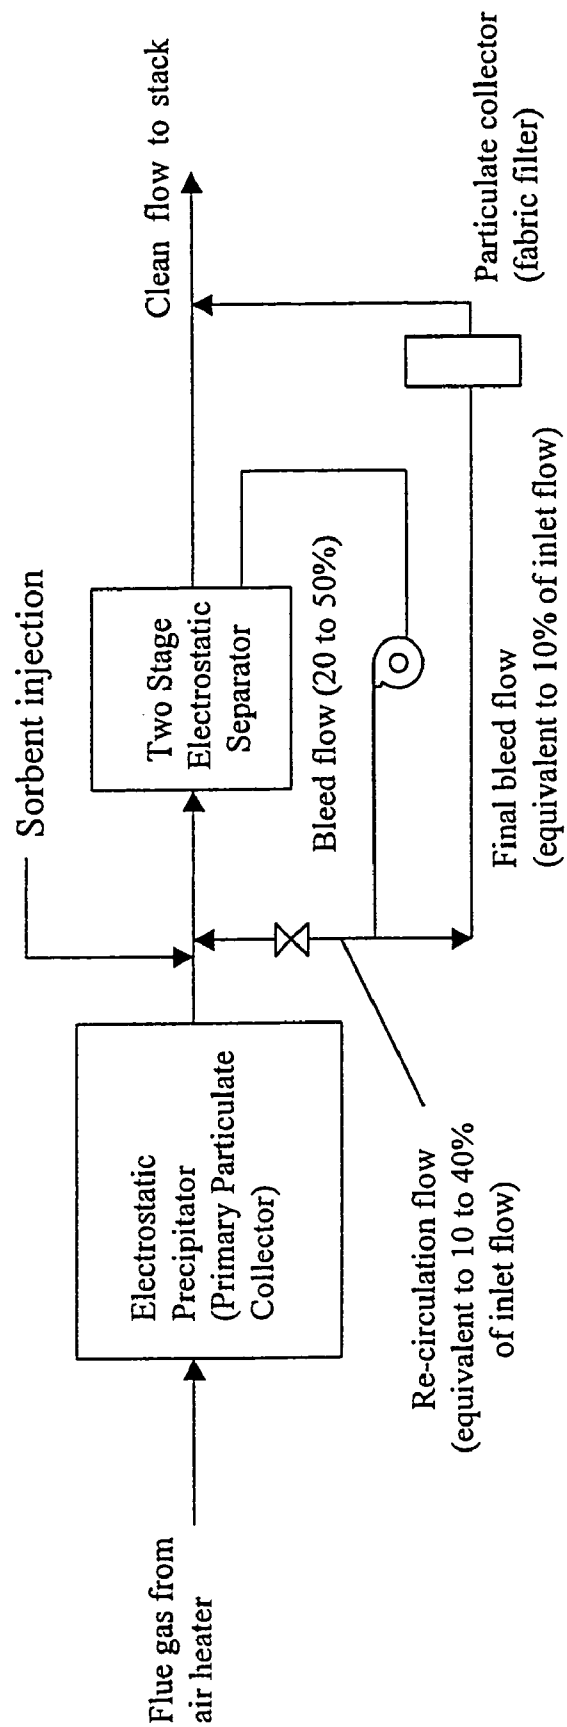 Flue gas from
air heater
Electrostatic
Precipitator
(Primary Particulate
Collector)
Sorbent injection
Two Stage
Electrostatic
Separator
Clean flow to stack
Bleed flow (20 to 50%)
Re-circulation flow
(equivalent to 10 to 40%
of inlet flow)
Final bleed flow
(equivalent to 10% of inlet flow)
Particulate collector
(fabric filter)